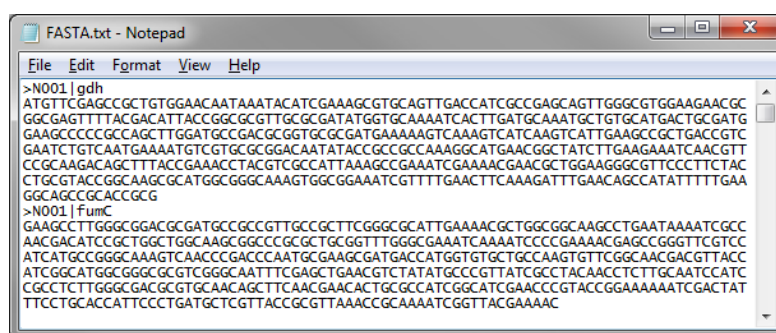 FASTA.txt - Notepad
File Edit Format View Help
>N001|gdh
ATGTTCGAGCCGCTGTGGAACAATAAATACATCGAAAGCGTGCAGTTGACCATCGCCGAGCAGTTGGGCGTGGAAGAACGC
GGCGAGTTTTACGACATTACCGGCGCGTTGCGCGATATGGTGCAAAATCACTTGATGCAAATGCTGTGCATGACTGCGATG
GAAGCCCCCGCCAGCTTGGATGCCGACGCGGTGCGCGATGAAAAAGTCAAAGTCATCAAGTCATTGAAGCCGCTGACCGTC
GAATCTGTCAATGAAAATGTCGTGCGCGGACAATATACCGCCGCCAAAGGCATGAACGGCTATCTTGAAGAAATCAACGTT
CCGCAAGACAGCTTTACCGAAACCTACGTCGCCATTAAAGCCGAAATCGAAAACGAACGCTGGAAGGGCGTTCCCTTCTAC
CTGCGTACCGGCAAGCGCATGGCGGGCAAAGTGGCGGAAATCGTTTTGAACTTCAAAGATTTGAACAGCCATATTTTTGAA
GGCAGCCGCACCGCG
>N001|fumC
GAAGCCTTGGGCGGACGCGATGCCGCCGTTGCCGCTTCGGGCGCATTGAAAACGCTGGCGGCAAGCCTGAATAAAATCGCC
AACGACATCCGCTGGCTGGCAAGCGGCCCGCGCTGCGGTTTGGGCGAAATCAAAATCCCCGAAAACGAGCCGGGTTCGTCC
ATCATGCCGGGCAAAGTCAACCCGACCCAATGCGAAGCGATGACCATGGTGTGCTGCCAAGTGTTCGGCAACGACGTTACC
ATCGGCATGGCGGGCGCGTCGGGCAATTTCGAGCTGAACGTCTATATGCCCGTTATCGCCTACAACCTCTTGCAATCCATC
CGCCTCTTGGGCGACGCGTGCAACAGCTTCAACGAACACTGCGCCATCGGCATCGAACCCGTACCGGAAAAAATCGACTAT
TTCCTGCACCATTCCCTGATGCTCGTTACCGCGTTAAACCGCAAAATCGGTTACGAAAAC